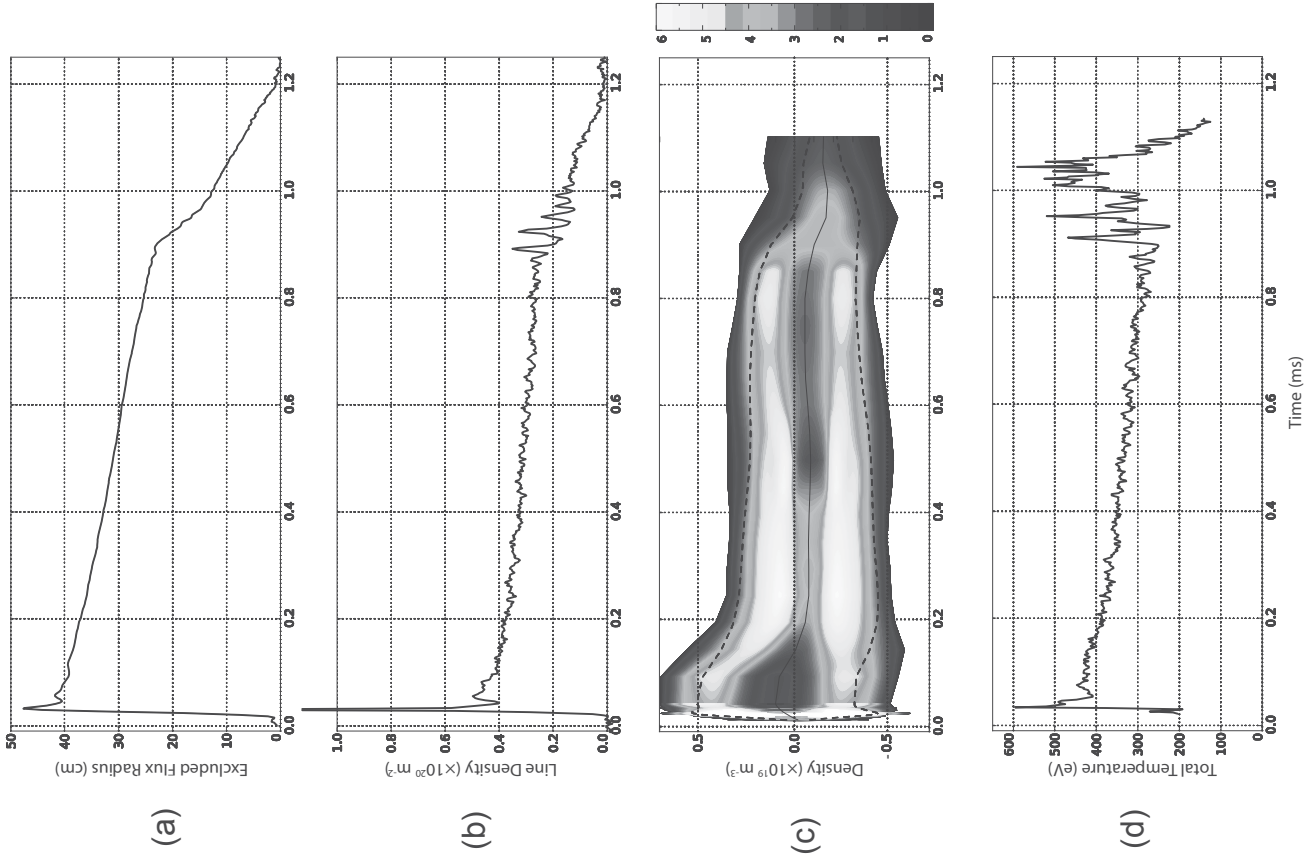 (a)
Excluded Flux Radius (cm)
50
40
30
20
10
0
0.0 0.2 0.4 0.6 0.8 1.0 1.2
(b)
Line Density (×10²⁰ m⁻²)
1.0
0.8
0.6
0.4
0.2
0.0
0.0 0.2 0.4 0.6 0.8 1.0 1.2
(c)
Density (×10¹⁹ m⁻³)
0.5
0.0
-0.5
0.0 0.2 0.4 0.6 0.8 1.0 1.2
6
5
4
3
2
1
0
(d)
Total Temperature (eV)
600
500
400
300
200
100
0
0.0 0.2 0.4 0.6 0.8 1.0 1.2
Time (ms)